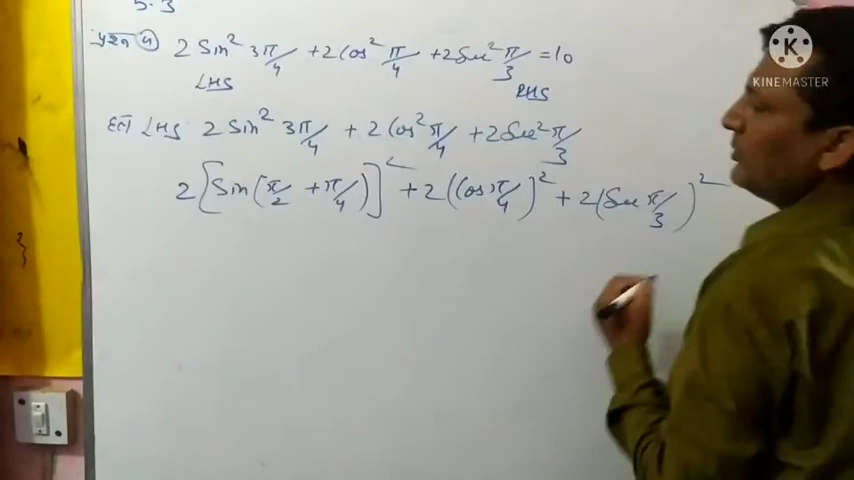 5.3
प्रश्न 4 2 Sin² 3π/4 + 2 Cos² π/4 + 2 Sec² π/3 = 10
LHS RHS
LHS 2 Sin² 3π/4 + 2 Cos² π/4 + 2 Sec² π/3
2 [Sin (π/2 + π/4)]² + 2 (Cos π/4)² + 2 (Sec π/3)²
KINEMASTER